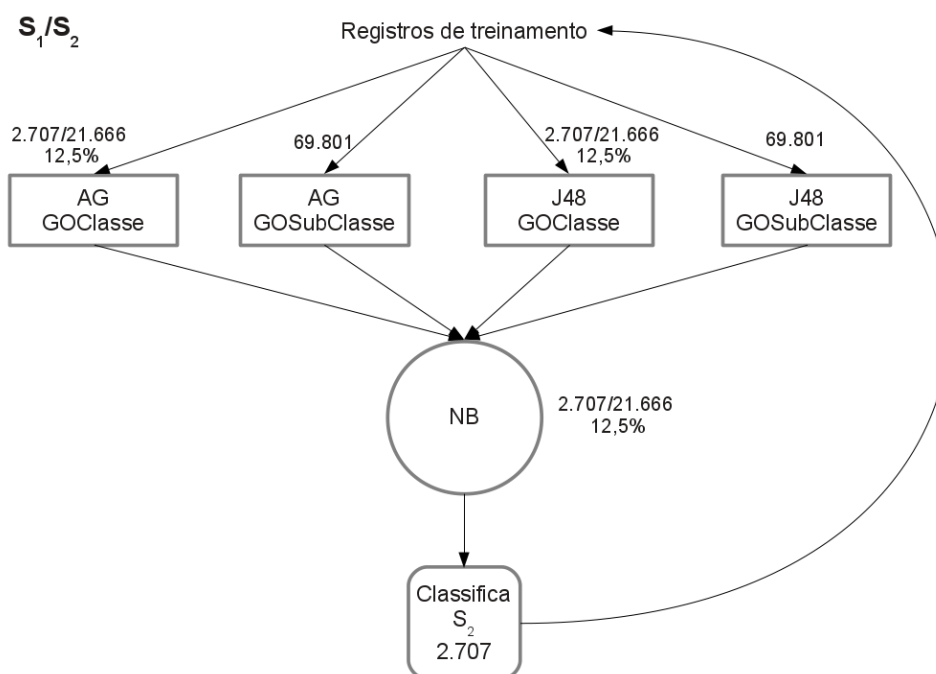 S1/S2
Registros de treinamento
2.707/21.666
12,5%
69.801
2.707/21.666
12,5%
69.801
AG
GOClasse
AG
GOSubClasse
J48
GOClasse
J48
GOSubClasse
NB
2.707/21.666
12,5%
Classifica
S2
2.707